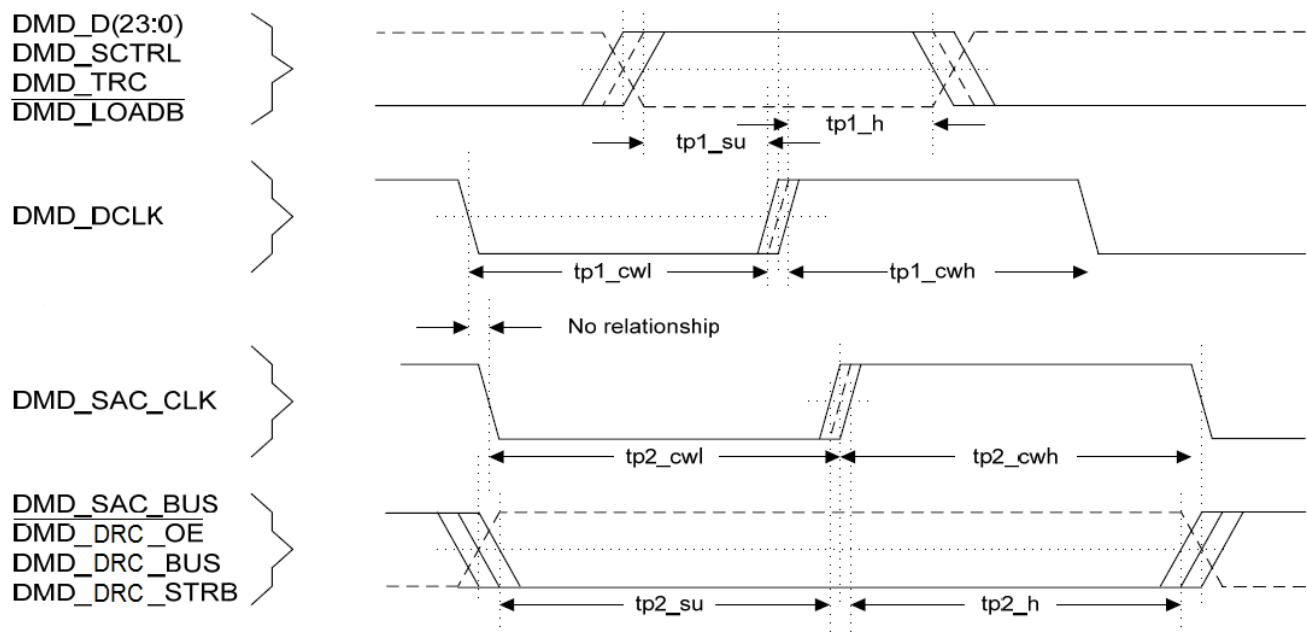 DMD_D(23:0)
DMD_SCTRL
DMD_TRC
DMD_LOADB
tp1_su
tp1_h
DMD_DCLK
tp1_cwl
tp1_cwh
No relationship
DMD_SAC_CLK
tp2_cwl
tp2_cwh
DMD_SAC_BUS
DMD_DRC_OE
DMD_DRC_BUS
DMD_DRC_STRB
tp2_su
tp2_h